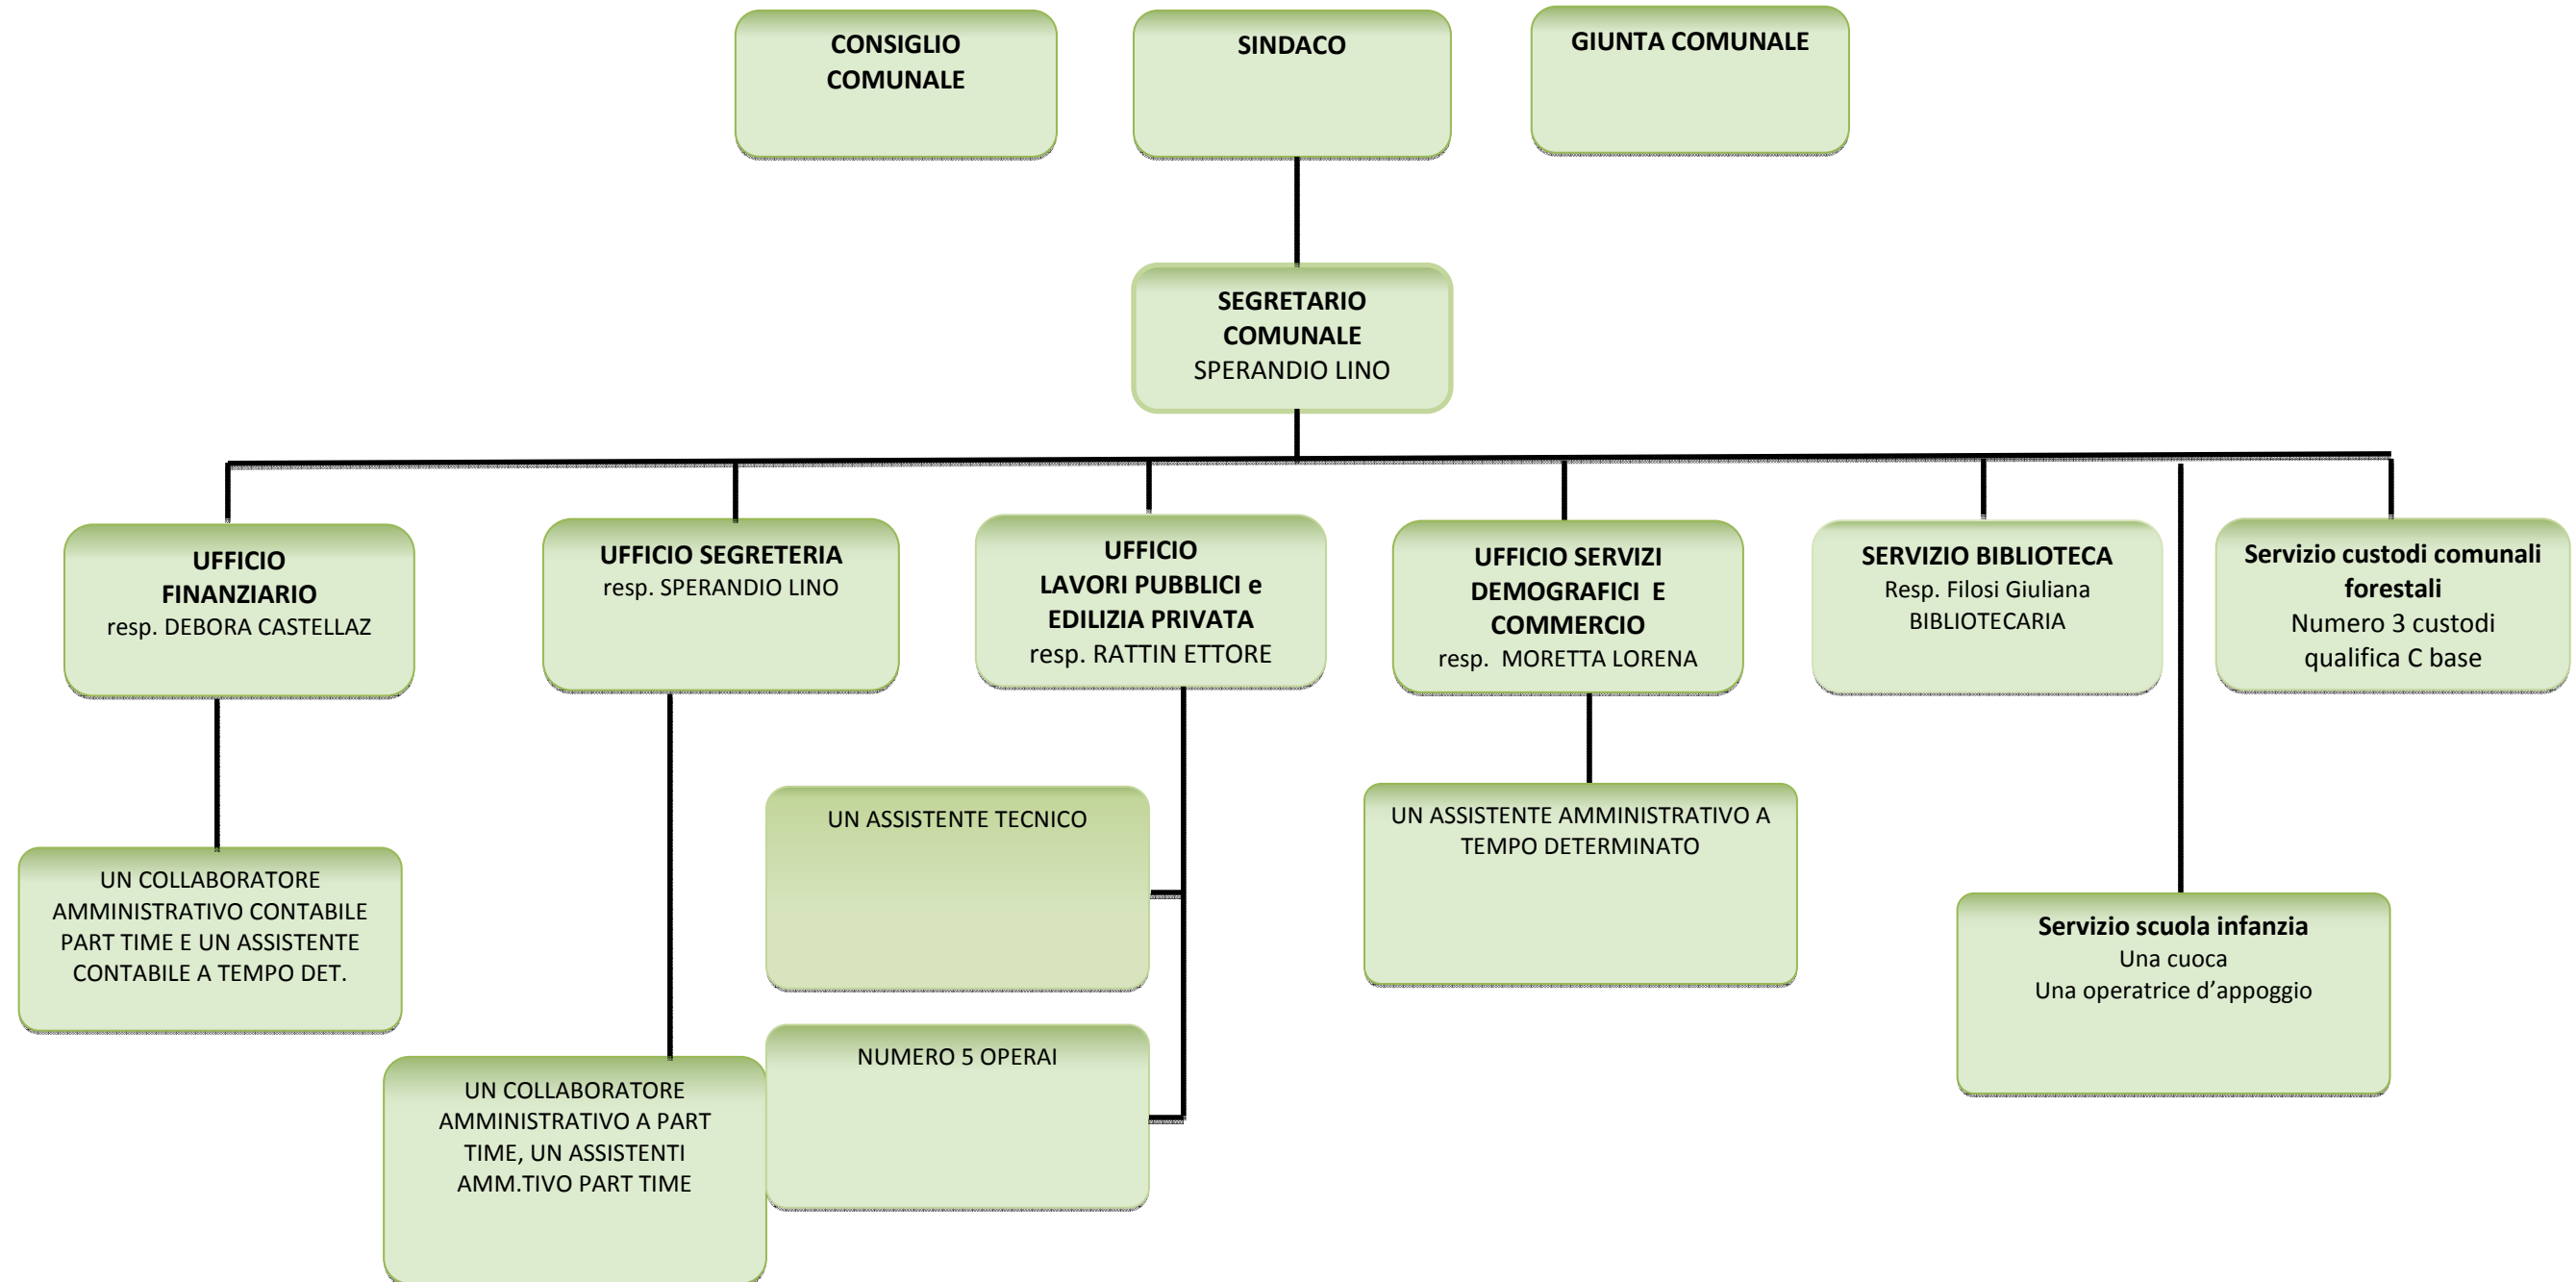 CONSIGLIO
COMUNALE
SINDACO
GIUNTA COMUNALE
SEGRETARIO
COMUNALE
SPERANDIO LINO
UFFICIO
FINANZIARIO
resp. DEBORA CASTELLAZ
UFFICIO SEGRETERIA
resp. SPERANDIO LINO
UFFICIO
LAVORI PUBBLICI e
EDILIZIA PRIVATA
resp. RATTIN ETTORE
UFFICIO SERVIZI
DEMOGRAFICI E
COMMERCIO
resp. MORETTA LORENA
SERVIZIO BIBLIOTECA
Resp. Filosi Giuliana
BIBLIOTECARIA
Servizio custodi comunali
forestali
Numero 3 custodi
qualifica C base
UN COLLABORATORE
AMMINISTRATIVO CONTABILE
PART TIME E UN ASSISTENTE
CONTABILE A TEMPO DET.
UN COLLABORATORE
AMMINISTRATIVO A PART
TIME, UN ASSISTENTI
AMM.TIVO PART TIME
UN ASSISTENTE TECNICO
NUMERO 5 OPERAI
UN ASSISTENTE AMMINISTRATIVO A
TEMPO DETERMINATO
Servizio scuola infanzia
Una cuoca
Una operatrice d’appoggio